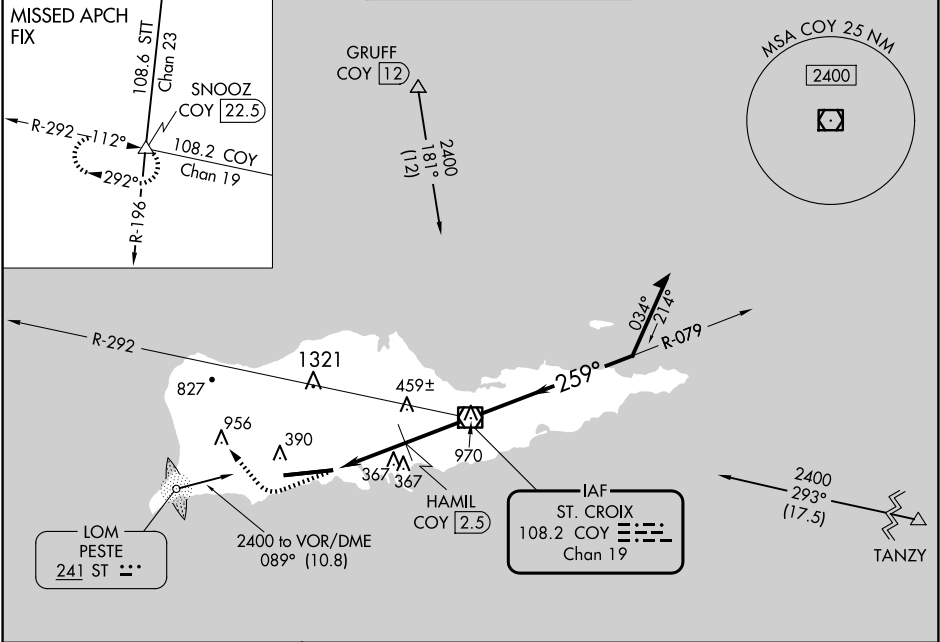 MISSED APCH
FIX
108.6 STT
Chan 23
SNOOZ
COY 22.5
R-292
112°
108.2 COY
Chan 19
292°
R-196
GRUFF
COY 12
2400
181°
(12)
MSA COY 25 NM
2400
R-292
1321
827
459±
956
390
367 367
970
259°
034°
214°
R-079
HAMIL
COY 2.5
IAF
ST. CROIX
108.2 COY
Chan 19
LOM
PESTE
241 ST
2400 to VOR/DME
089° (10.8)
2400
293°
(17.5)
TANZY